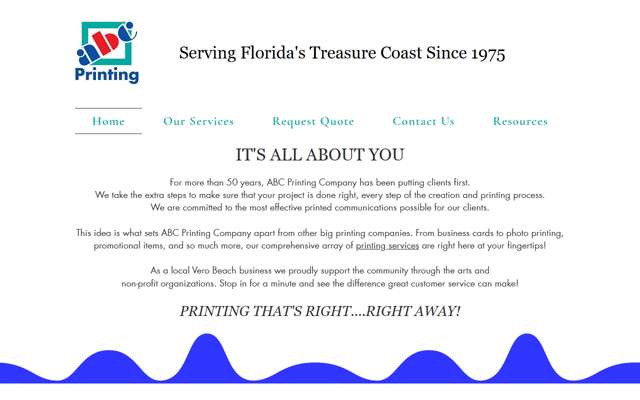 abc
Printing
Serving Florida's Treasure Coast Since 1975
Home
Our Services
Request Quote
Contact Us
Resources
IT'S ALL ABOUT YOU
For more than 50 years, ABC Printing Company has been putting clients first.
We take the extra steps to make sure that your project is done right, every step of the creation and printing process.
We are committed to the most effective printed communications possible for our clients.
This idea is what sets ABC Printing Company apart from other big printing companies. From business cards to photo printing,
promotional items, and so much more, our comprehensive array of printing services are right here at your fingertips!
As a local Vero Beach business we proudly support the community through the arts and
non-profit organizations. Stop in for a minute and see the difference great customer service can make!
PRINTING THAT'S RIGHT....RIGHT AWAY!